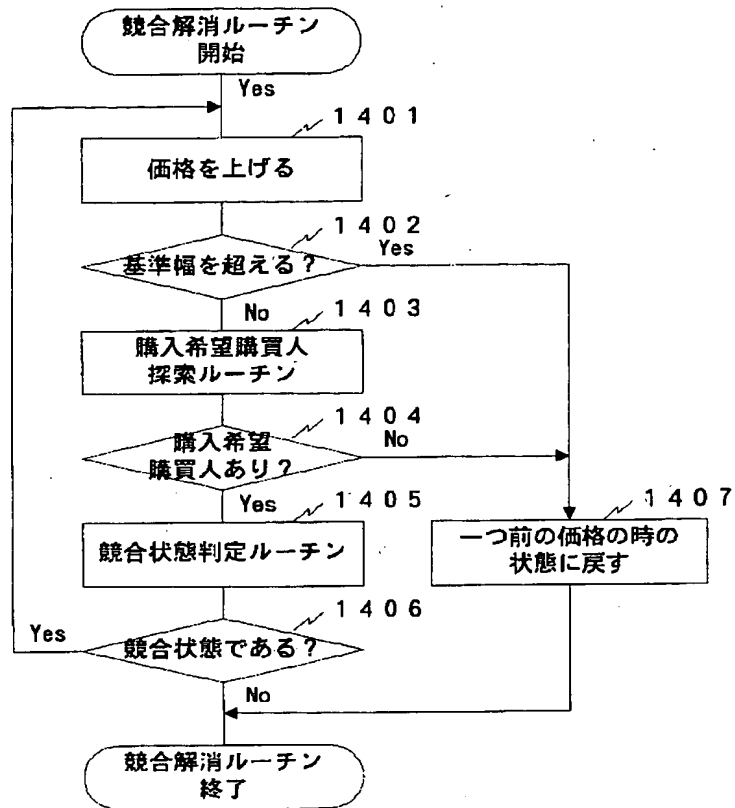 競合解消ルーチン
開始
Yes
1401
価格を上げる
1402
Yes
基準幅を超える？
No
1403
購入希望購買人
探索ルーチン
1404
購入希望
購買人あり？
No
Yes
1405
競合状態判定ルーチン
1407
一つ前の価格の時の
状態に戻す
1406
Yes
競合状態である？
No
競合解消ルーチン
終了